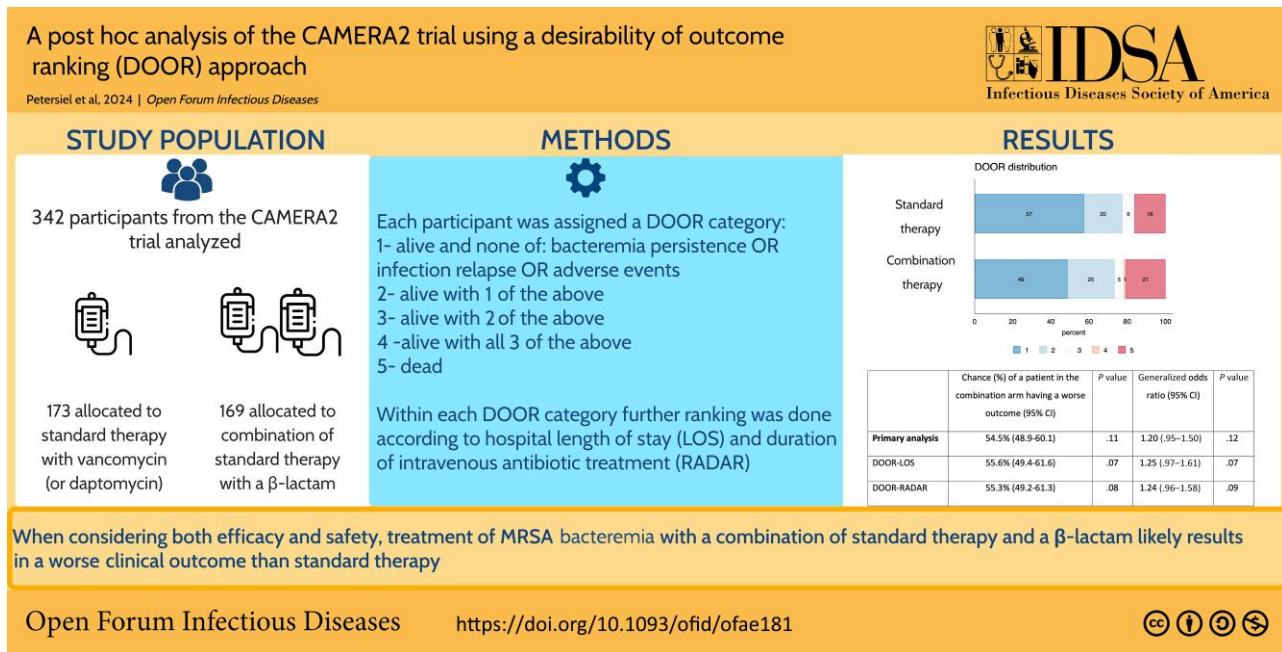 A post hoc analysis of the CAMERA2 trial using a desirability of outcome
ranking (DOOR) approach
Petersiel et al, 2024 | Open Forum Infectious Diseases
IDSA
Infectious Diseases Society of America
STUDY POPULATION
342 participants from the CAMERA2
trial analyzed
173 allocated to
standard therapy
with vancomycin
(or daptomycin)
169 allocated to
combination of
standard therapy
with a β-lactam
METHODS
Each participant was assigned a DOOR category:
1- alive and none of: bacteremia persistence OR
infection relapse OR adverse events
2- alive with 1 of the above
3- alive with 2 of the above
4 -alive with all 3 of the above
5- dead
Within each DOOR category further ranking was done
according to hospital length of stay (LOS) and duration
of intravenous antibiotic treatment (RADAR)
RESULTS
DOOR distribution
Standard
therapy
57 20 6 16
Combination
therapy
25 5 1 21
0 20 40 60 80 100
percent
1 2 3 4 5
Chance (%) of a patient in the
combination arm having a worse
outcome (95% CI)
P value
Generalized odds
ratio (95% CI)
P value
Primary analysis 54.5% (48.9-60.1) .11 1.20 (.95–1.50) .12
DOOR-LOS 55.6% (49.4-61.6) .07 1.25 (.97–1.61) .07
DOOR-RADAR 55.3% (49.2-61.3) .08 1.24 (.96–1.58) .09
When considering both efficacy and safety, treatment of MRSA bacteremia with a combination of standard therapy and a β-lactam likely results
in a worse clinical outcome than standard therapy
Open Forum Infectious Diseases
https://doi.org/10.1093/ofid/ofae181
cc